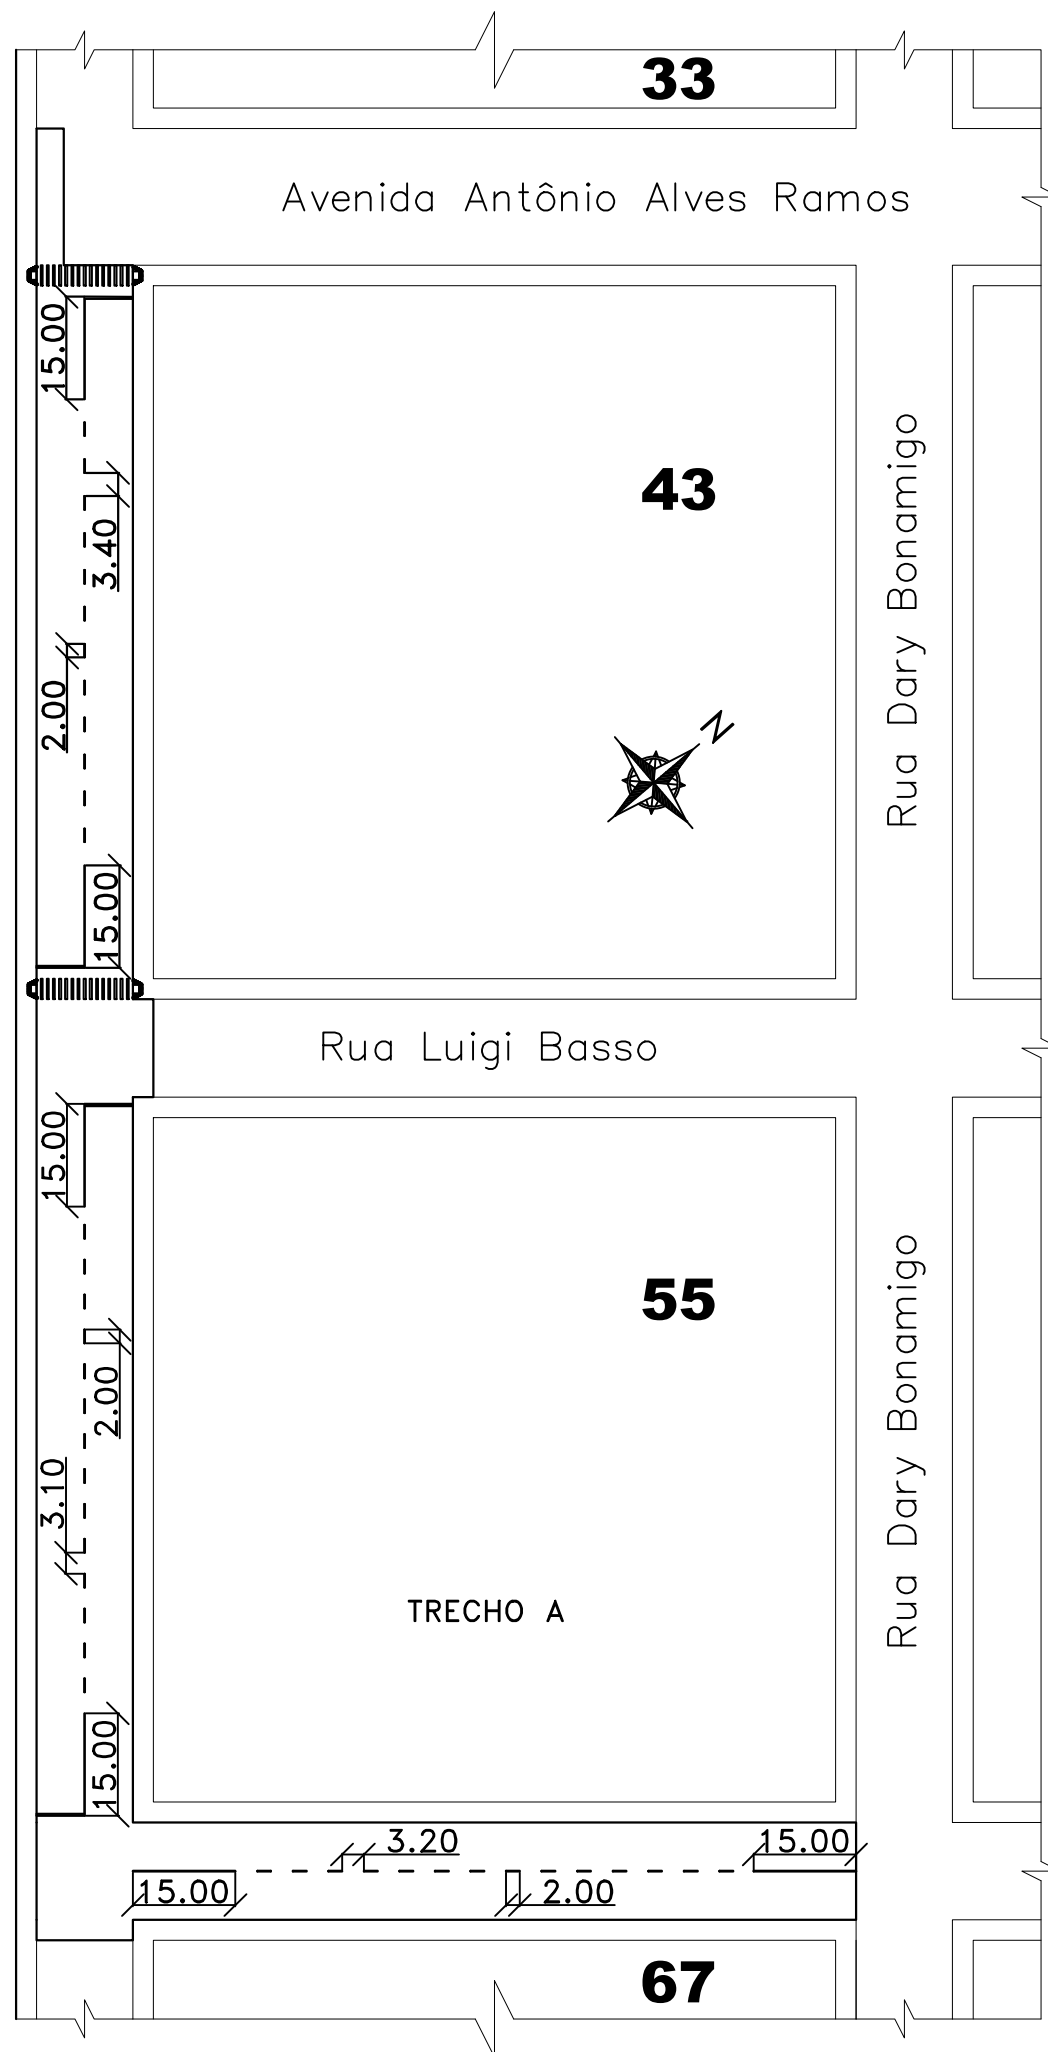 33
Avenida Antônio Alves Ramos
15.00
43
3.40
Rua Dary Bonamigo
2.00
N
15.00
Rua Luigi Basso
15.00
55
2.00
Rua Dary Bonamigo
3.10
TRECHO A
15.00
3.20
15.00
15.00
2.00
67